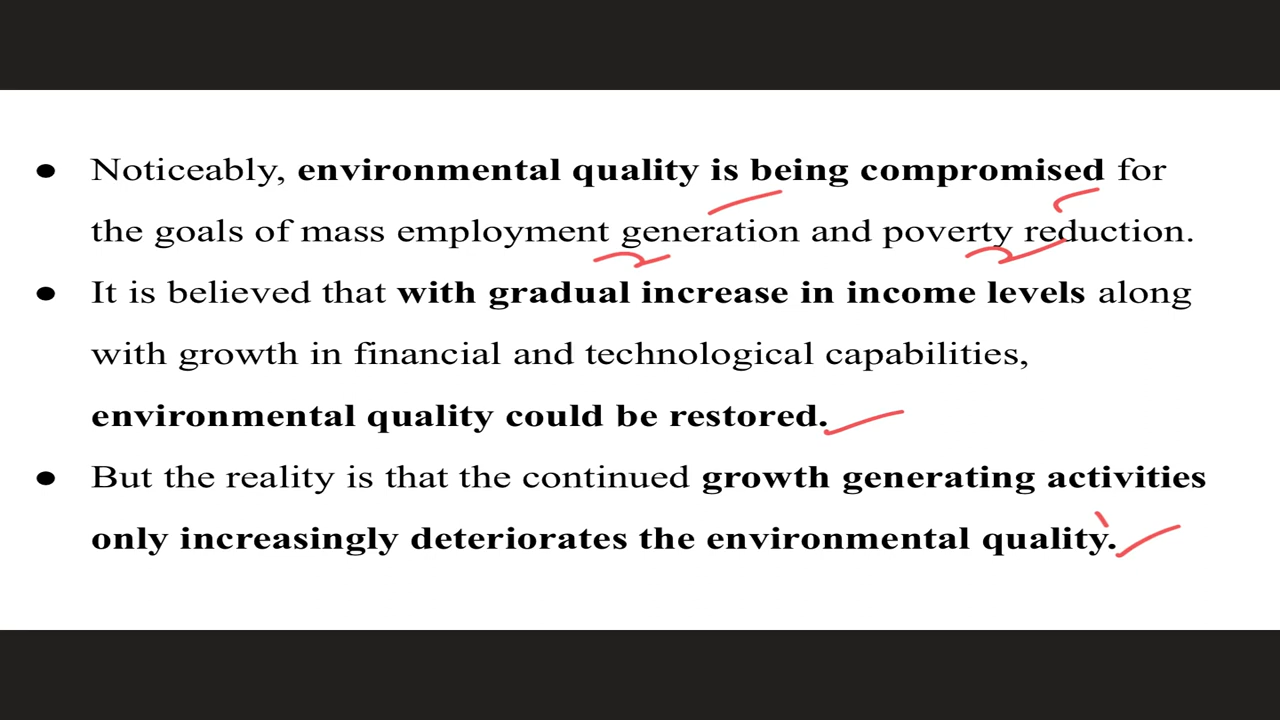 ● Noticeably, environmental quality is being compromised for
the goals of mass employment generation and poverty reduction.
● It is believed that with gradual increase in income levels along
with growth in financial and technological capabilities,
environmental quality could be restored.
● But the reality is that the continued growth generating activities
only increasingly deteriorates the environmental quality.